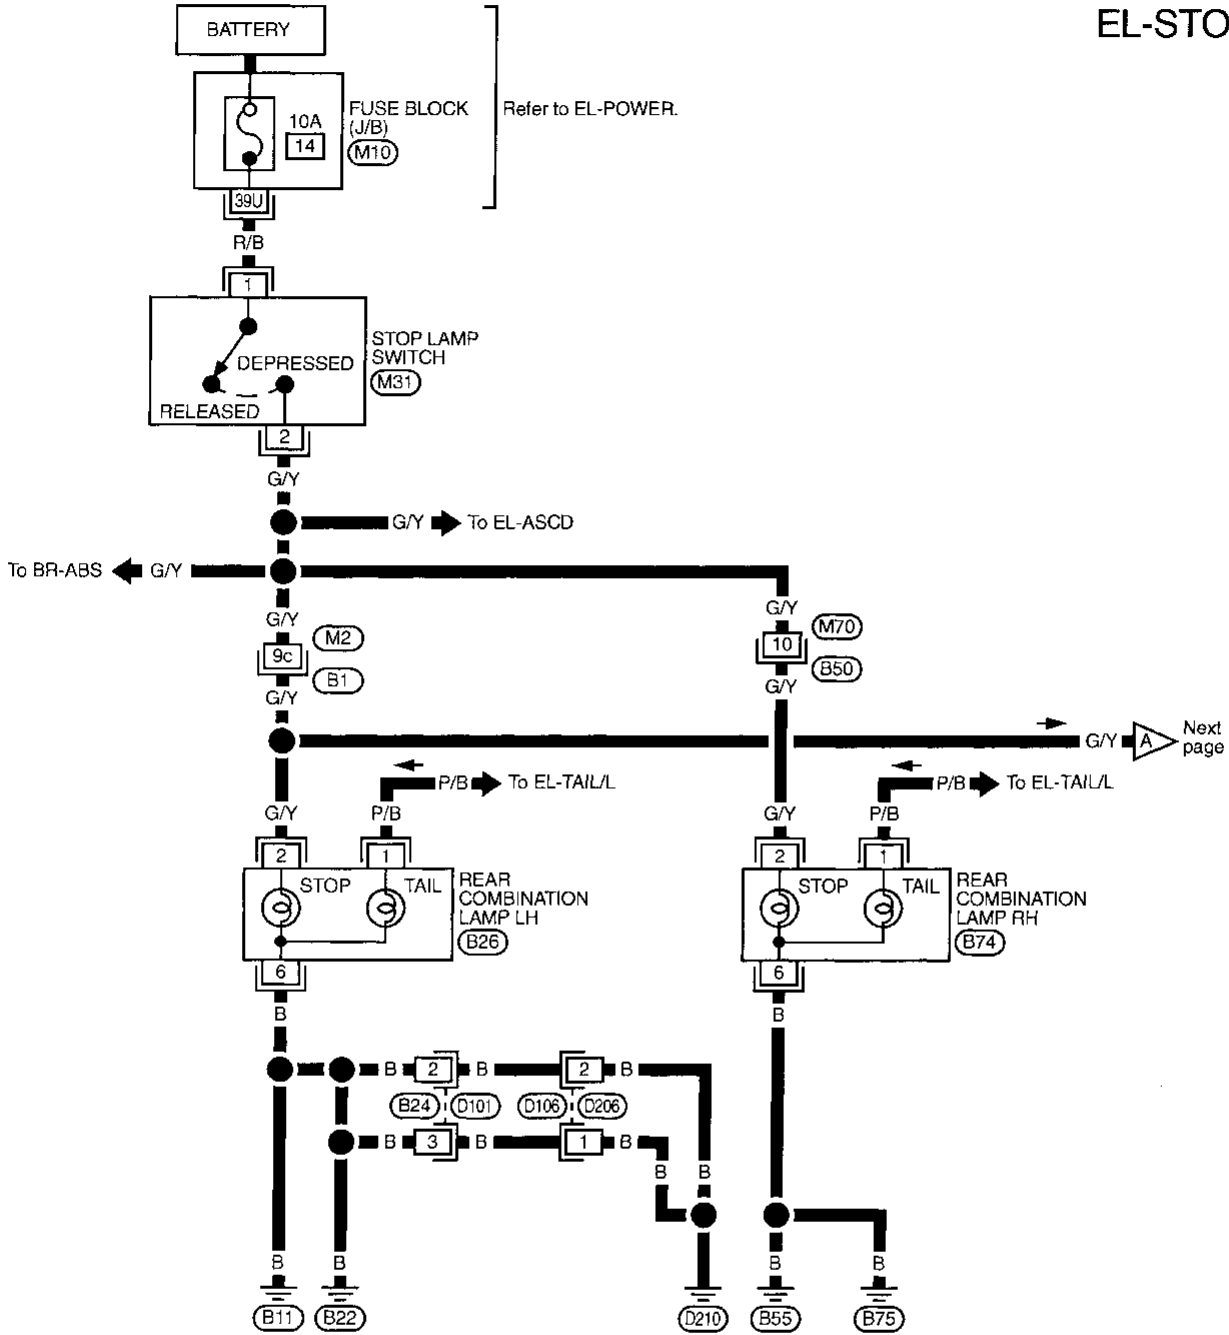 EL-STO
BATTERY
10A
14
FUSE BLOCK
(J/B)
M10
Refer to EL-POWER.
39U
R/B
1
STOP LAMP
SWITCH
M31
DEPRESSED
RELEASED
2
G/Y
G/Y To EL-ASCD
To BR-ABS G/Y
G/Y
G/Y
M2
9c
B1
G/Y
M70
10
B50
G/Y
G/Y A Next
page
P/B To EL-TAIL/L
P/B To EL-TAIL/L
G/Y P/B
G/Y P/B
2 1
2 1
STOP TAIL
REAR
COMBINATION
LAMP LH
B26
STOP TAIL
REAR
COMBINATION
LAMP RH
B74
6
6
B
B
B 2 B 2 B
B24 D101 D106 D206
B 3 B 1 B
B B
B B B B
B11 B22 D210 B55 B75